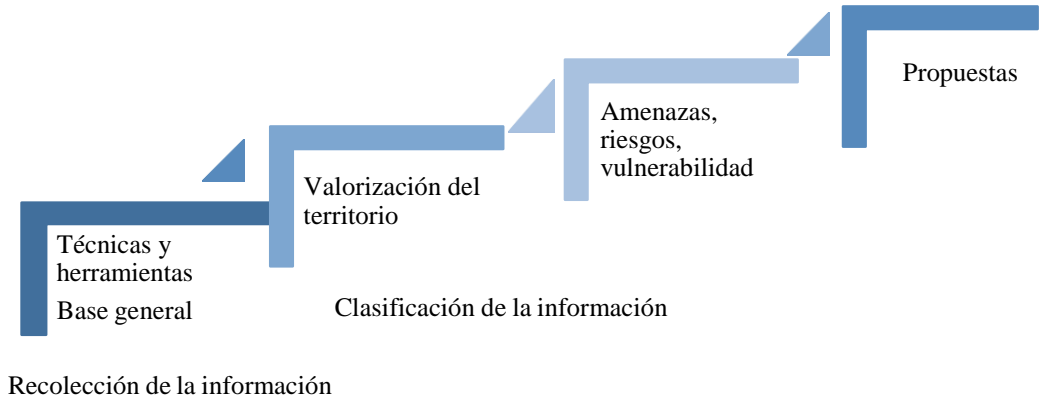 Técnicas y
herramientas
Base general
Recolección de la información
Valorización del
territorio
Clasificación de la información
Amenazas,
riesgos,
vulnerabilidad
Propuestas